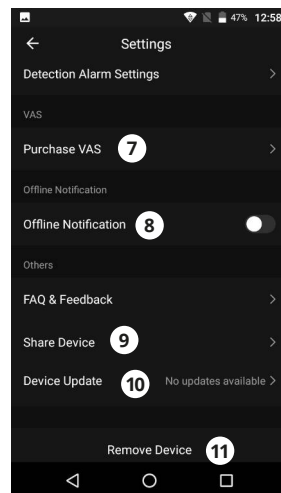 47% 12:58
Settings
Detection Alarm Settings
VAS
Purchase VAS 7
Offline Notification
Offline Notification 8
Others
FAQ & Feedback
Share Device 9
Device Update 10 No updates available
Remove Device 11